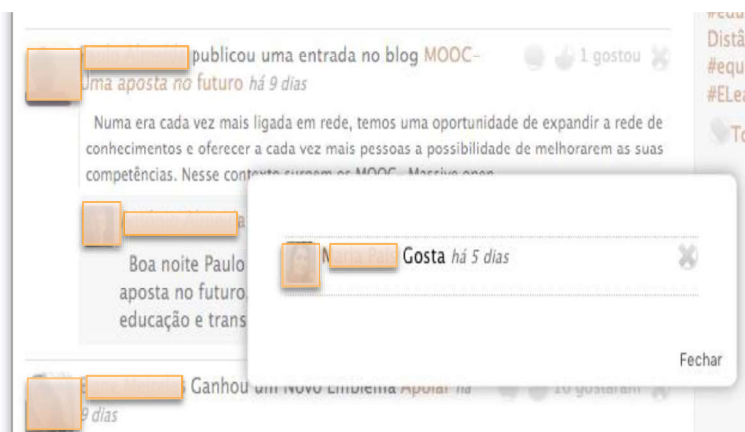 #edu
publicou uma entrada no blog MOOC-
1 gostou
Uma aposta no futuro há 9 dias
Distâ
#equ
#ELea
To
Numa era cada vez mais ligada em rede, temos uma oportunidade de expandir a rede de
conhecimentos e oferecer a cada vez mais pessoas a possibilidade de melhorarem as suas
competências. Nesse contexto surgem os MOOC- Massive open
a
Boa noite Paulo
aposta no futuro.
educação e trans
Gosta há 5 dias
Fechar
Ganhou um Novo Emblema Apoiar há
10 gostaram
9 dias